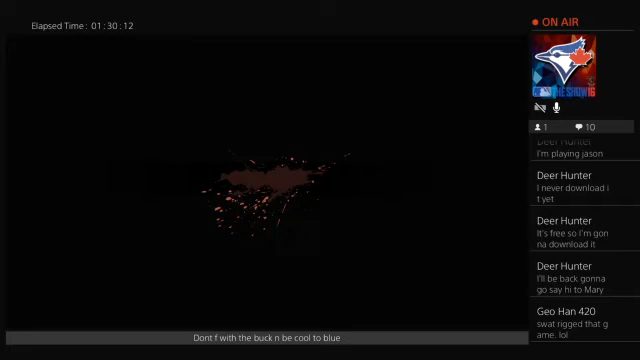 Elapsed Time : 01:30:12
ON AIR
THE SHOW16
1
10
Deer Hunter
I'm playing jason
Deer Hunter
I never download i
t yet
Deer Hunter
It's free so I'm gon
na download it
Deer Hunter
I'll be back gonna
go say hi to Mary
Geo Han 420
swat rigged that g
ame. lol
Dont f with the buck n be cool to blue